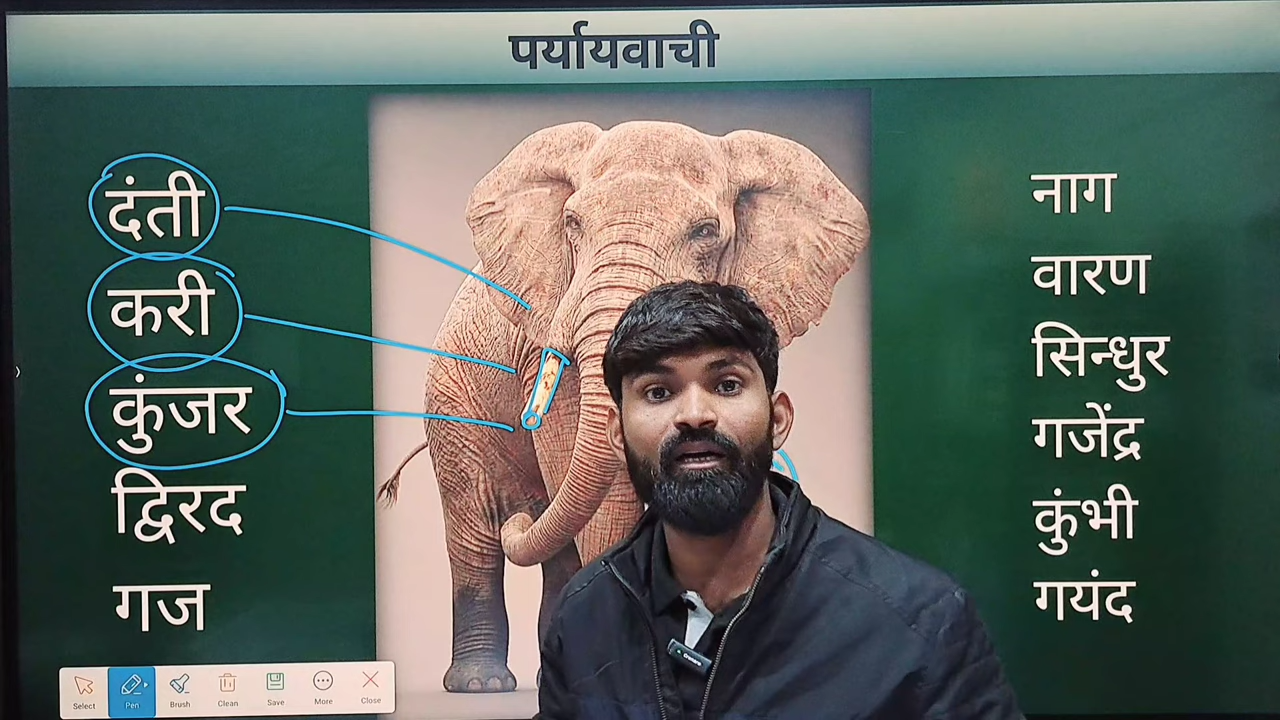 पर्यायवाची
दंती
करी
कुंजर
द्विरद
गज
नाग
वारण
सिन्धुर
गजेंद्र
कुंभी
गयंद
Select
Pen
Brush
Clean
Save
More
Close